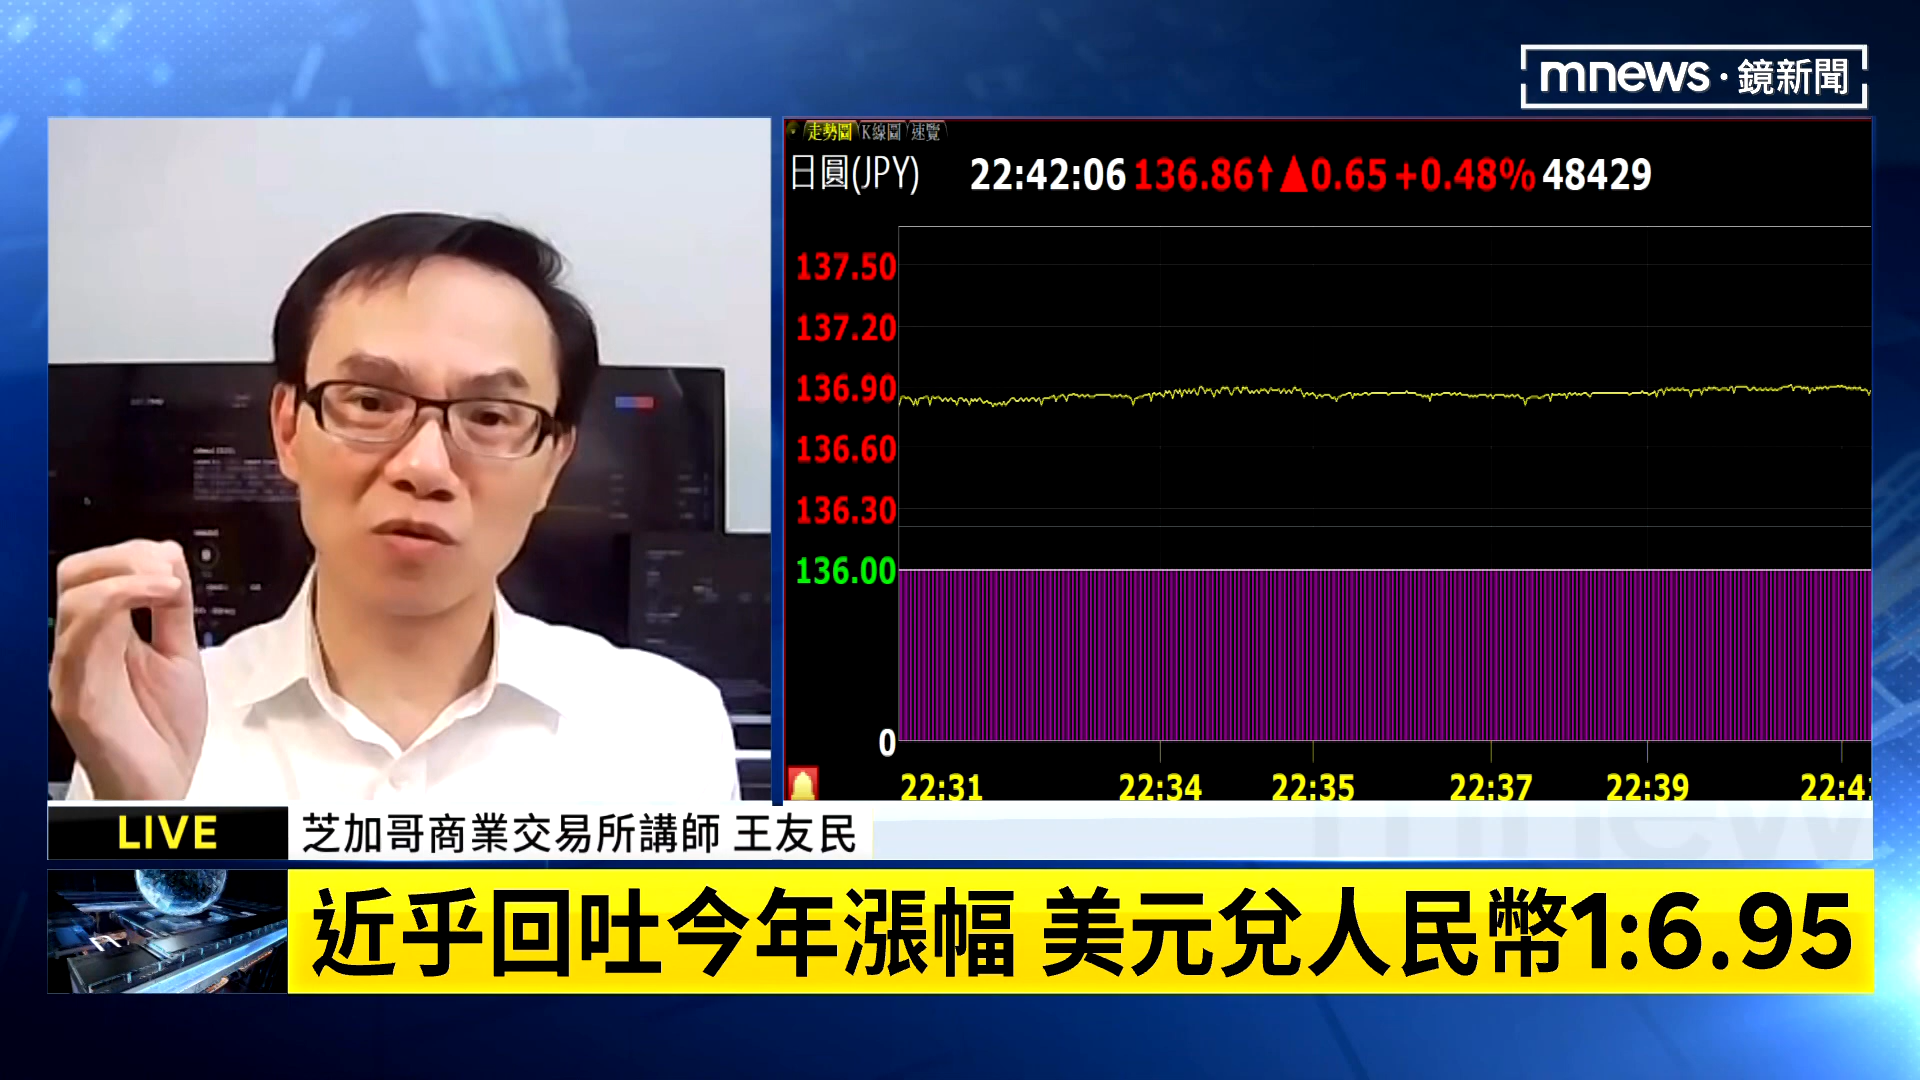 mnews·鏡新聞
走勢圖 K線圖 速覽
日圓(JPY) 22:42:06 136.86↑ ▲0.65 +0.48% 48429
137.50
137.20
136.90
136.60
136.30
136.00
0
22:31 22:34 22:35 22:37 22:39 22:41
LIVE 芝加哥商業交易所講師 王友民
近乎回吐今年漲幅 美元兌人民幣1:6.95